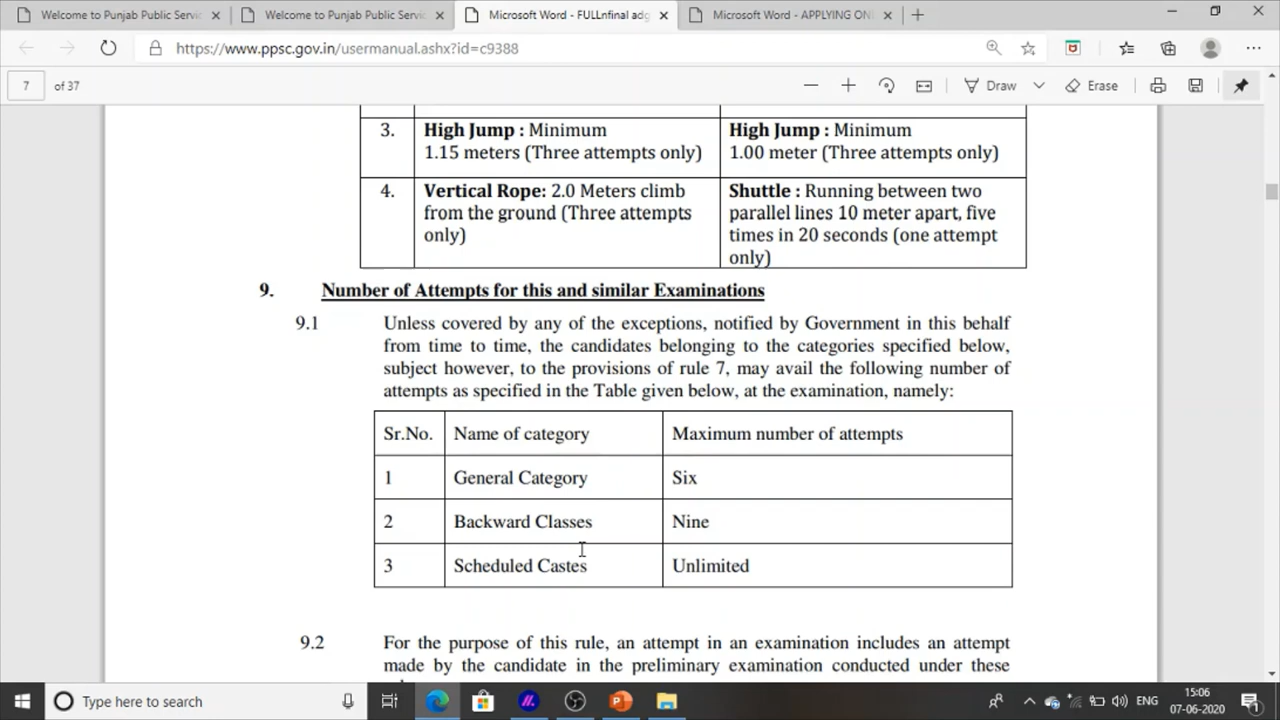 Welcome to Punjab Public Servic
Welcome to Punjab Public Servic
Microsoft Word - FULLnfinal adg
Microsoft Word - APPLYING ONL
https://www.ppsc.gov.in/usermanual.ashx?id=c9388
7 of 37
Draw
Erase
3. High Jump : Minimum 1.15 meters (Three attempts only)
High Jump : Minimum 1.00 meter (Three attempts only)
4. Vertical Rope: 2.0 Meters climb from the ground (Three attempts only)
Shuttle : Running between two parallel lines 10 meter apart, five times in 20 seconds (one attempt only)
9. Number of Attempts for this and similar Examinations
9.1 Unless covered by any of the exceptions, notified by Government in this behalf
from time to time, the candidates belonging to the categories specified below,
subject however, to the provisions of rule 7, may avail the following number of
attempts as specified in the Table given below, at the examination, namely:
Sr.No. Name of category Maximum number of attempts
1 General Category Six
2 Backward Classes Nine
3 Scheduled Castes Unlimited
9.2 For the purpose of this rule, an attempt in an examination includes an attempt
made by the candidate in the preliminary examination conducted under these
Type here to search
ENG
15:06
07-06-2020
1